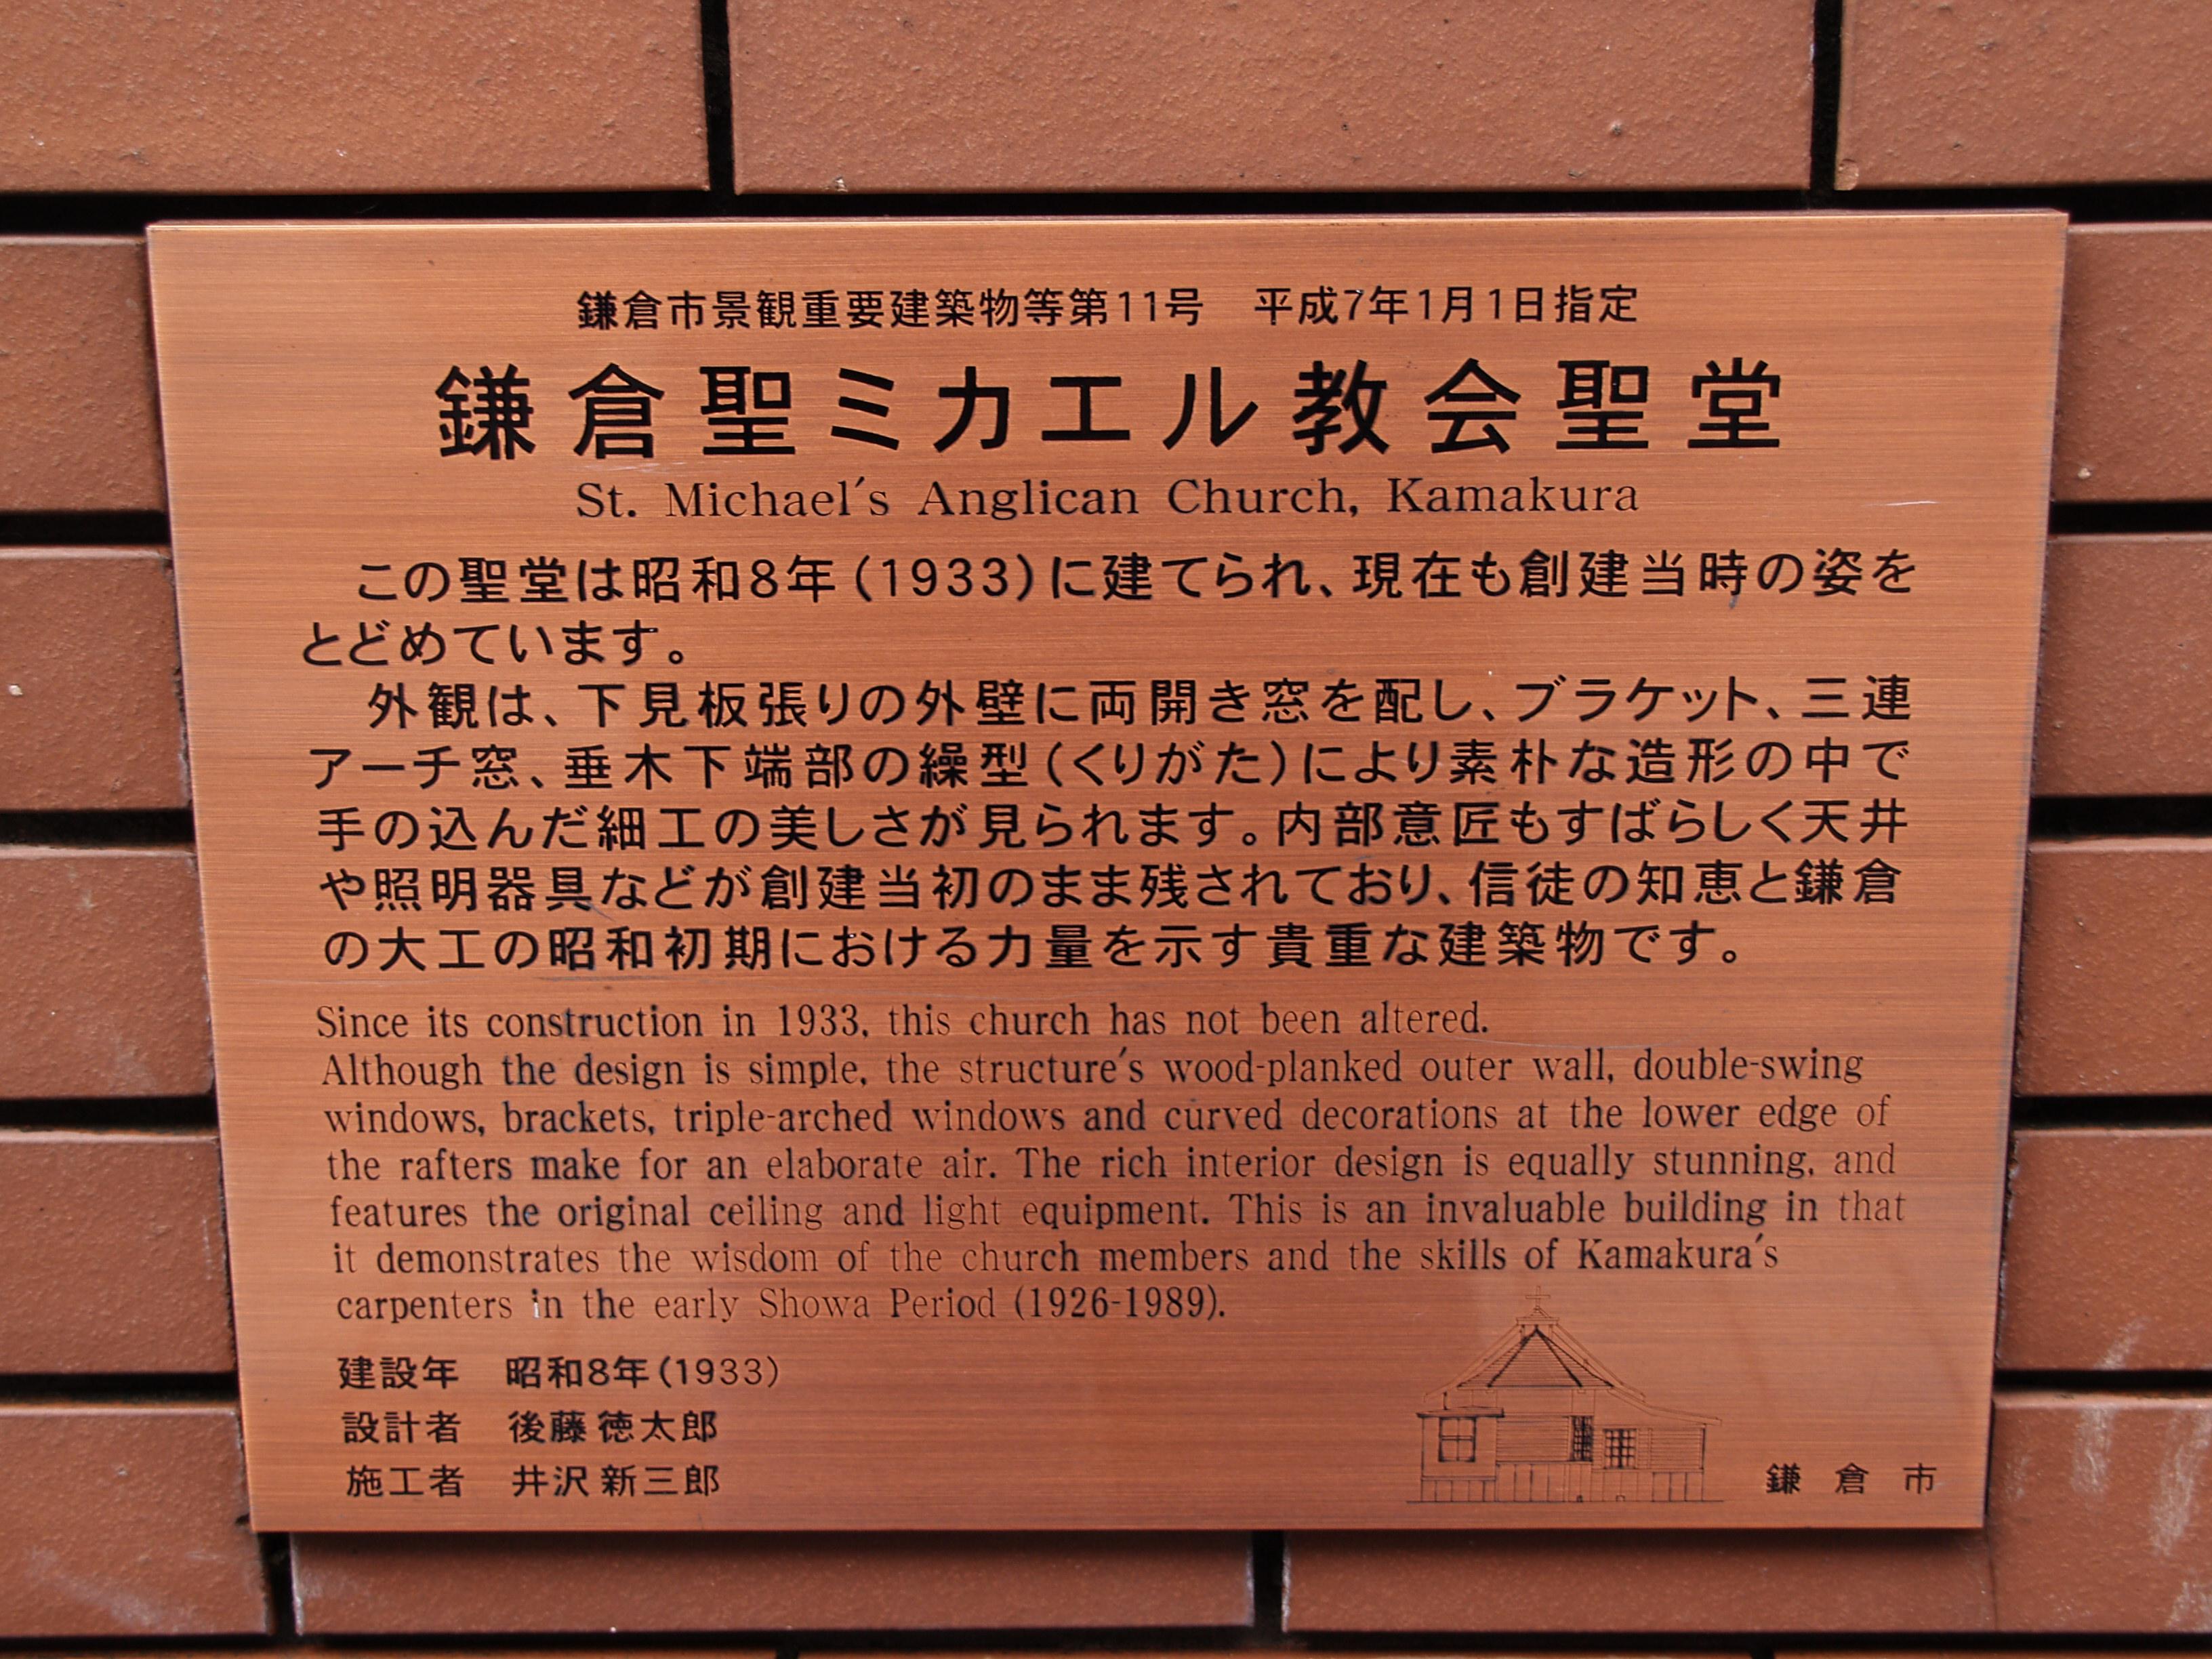 鎌倉市景観重要建築物等第11号　平成7年1月1日指定
鎌倉聖ミカエル教会聖堂
St. Michael's Anglican Church, Kamakura
この聖堂は昭和8年(1933)に建てられ、現在も創建当時の姿を
とどめています。
外観は、下見板張りの外壁に両開き窓を配し、ブラケット、三連
アーチ窓、垂木下端部の繰型(くりがた)により素朴な造形の中で
手の込んだ細工の美しさが見られます。内部意匠もすばらしく天井
や照明器具などが創建当初のまま残されており、信徒の知恵と鎌倉
の大工の昭和初期における力量を示す貴重な建築物です。
Since its construction in 1933, this church has not been altered.
Although the design is simple, the structure's wood-planked outer wall, double-swing
windows, brackets, triple-arched windows and curved decorations at the lower edge of
the rafters make for an elaborate air. The rich interior design is equally stunning, and
features the original ceiling and light equipment. This is an invaluable building in that
it demonstrates the wisdom of the church members and the skills of Kamakura's
carpenters in the early Showa Period (1926-1989).
建設年　昭和8年(1933)
設計者　後藤 徳太郎
施工者　井沢 新三郎
鎌倉市